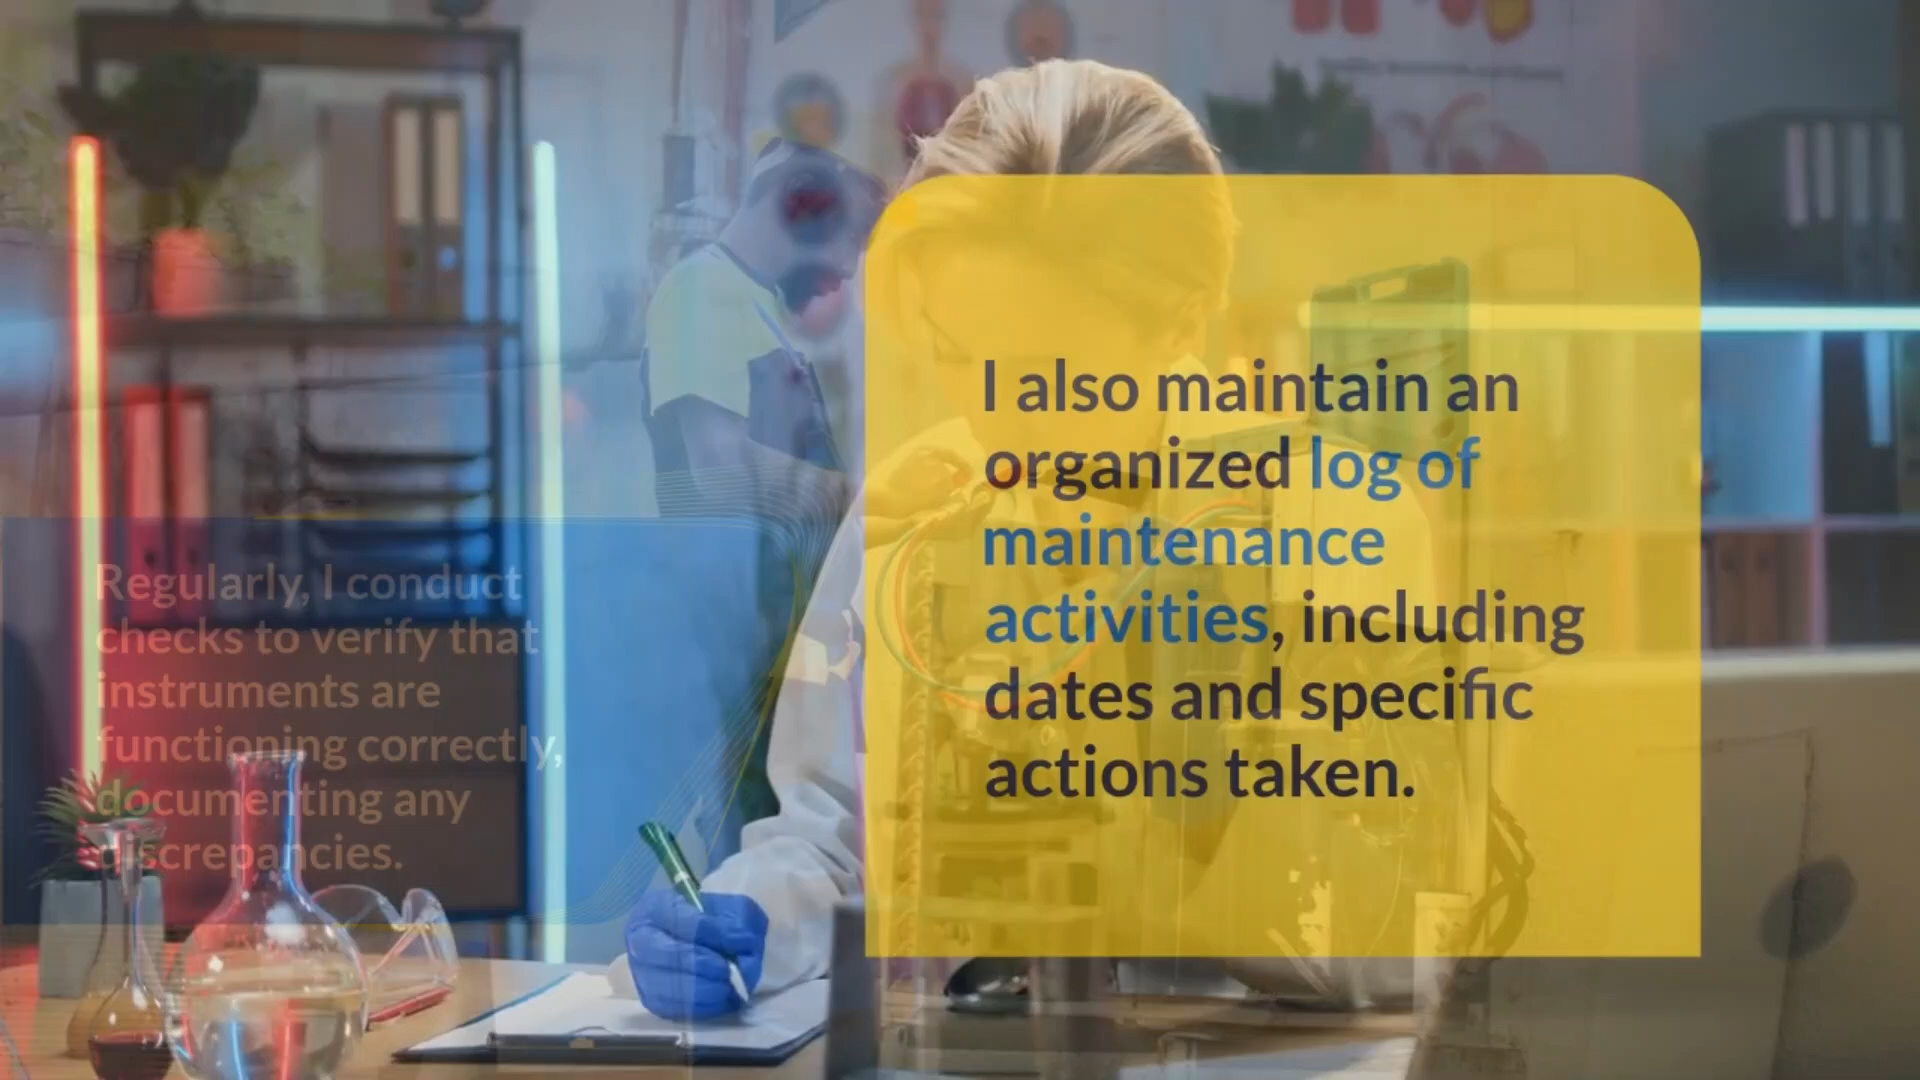 I also maintain an
organized log of
maintenance
activities, including
dates and specific
actions taken.
Regularly, I conduct
checks to verify that
instruments are
functioning correctly,
documenting any
discrepancies.